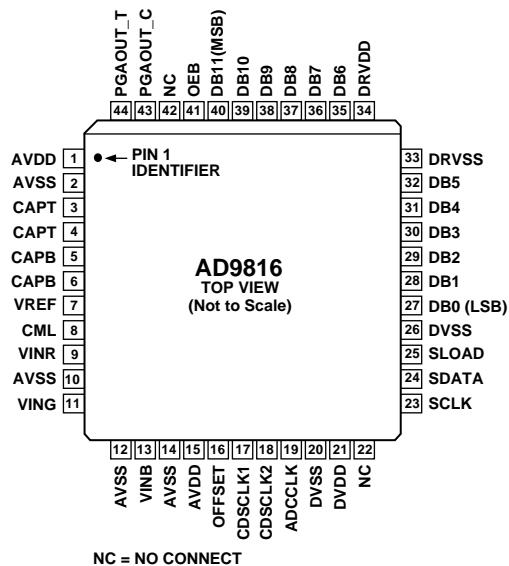 PGAOUT_T
PGAOUT_C
NC
OEB
DB11(MSB)
DB10
DB9
DB8
DB7
DB6
DRVDD
44 43 42 41 40 39 38 37 36 35 34
AVDD 1
AVSS 2
CAPT 3
CAPT 4
CAPB 5
CAPB 6
VREF 7
CML 8
VINR 9
AVSS 10
VING 11
PIN 1
IDENTIFIER
AD9816
TOP VIEW
(Not to Scale)
33 DRVSS
32 DB5
31 DB4
30 DB3
29 DB2
28 DB1
27 DB0 (LSB)
26 DVSS
25 SLOAD
24 SDATA
23 SCLK
12 13 14 15 16 17 18 19 20 21 22
AVSS
VINB
AVSS
AVDD
OFFSET
CDSCLK1
CDSCLK2
ADCCLK
DVSS
DVDD
NC
NC = NO CONNECT